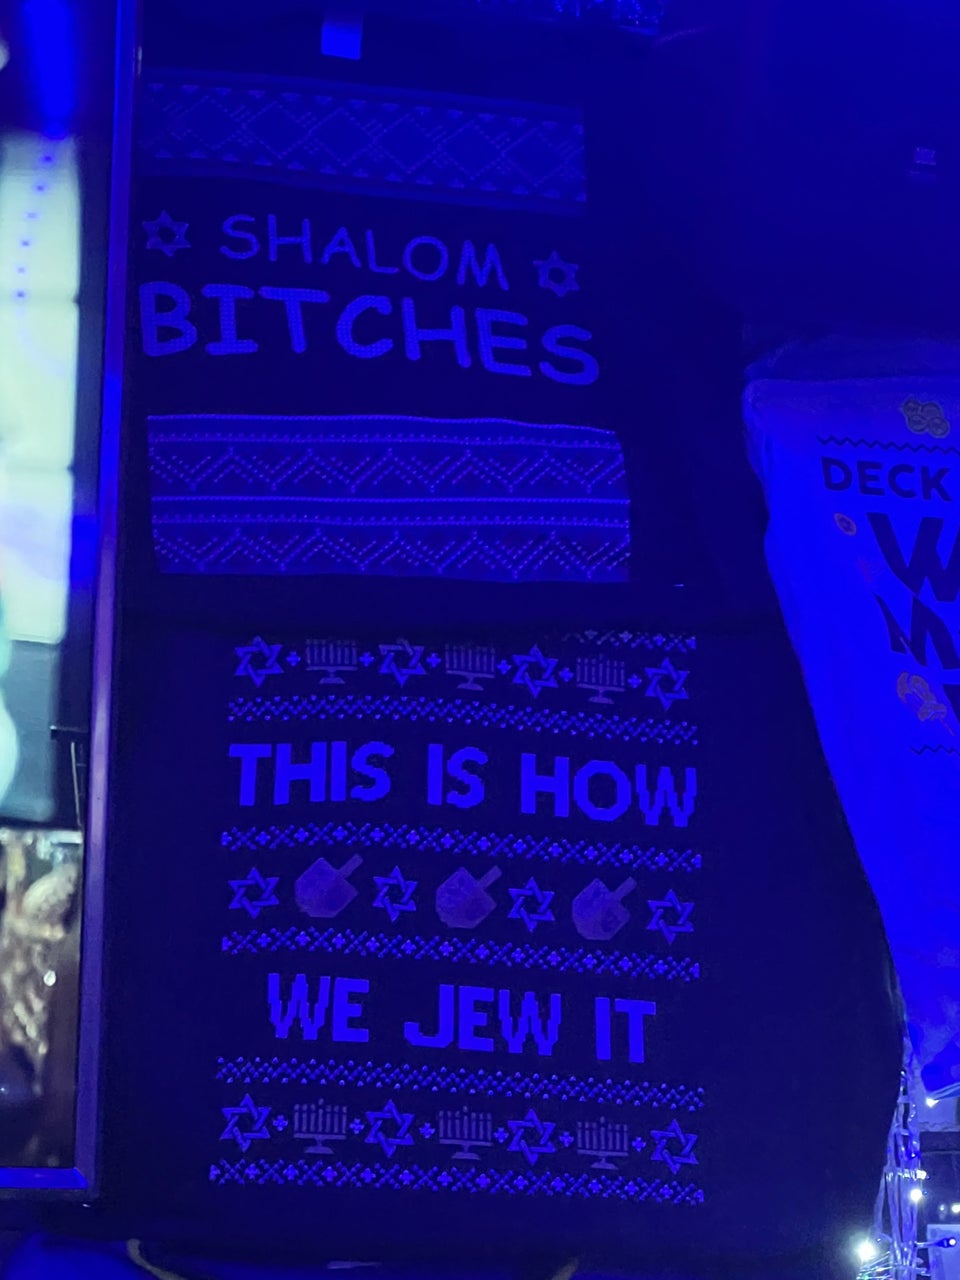 SHALOM
BITCHES
THIS IS HOW
WE JEW IT
DECK